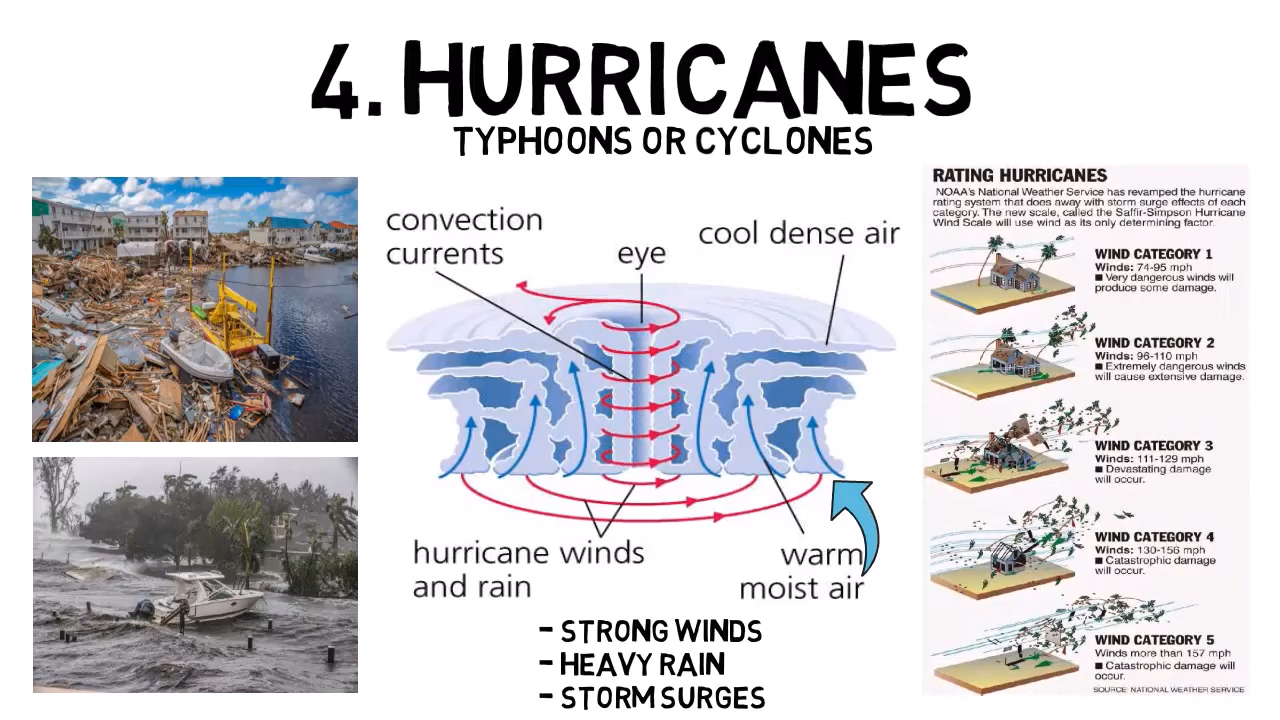 4. HURRICANES
TYPHOONS OR CYCLONES
convection
currents
eye
cool dense air
hurricane winds
and rain
warm
moist air
- STRONG WINDS
- HEAVY RAIN
- STORM SURGES
RATING HURRICANES
NOAA's National Weather Service has revamped the hurricane
rating system that does away with storm surge effects of each
category. The new scale, called the Saffir-Simpson Hurricane
Wind Scale will use wind as its only determining factor.
WIND CATEGORY 1
Winds: 74-95 mph
■ Very dangerous winds will
produce some damage.
WIND CATEGORY 2
Winds: 96-110 mph
■ Extremely dangerous winds
will cause extensive damage.
WIND CATEGORY 3
Winds: 111-129 mph
■ Devastating damage
will occur.
WIND CATEGORY 4
Winds: 130-156 mph
■ Catastrophic damage
will occur.
WIND CATEGORY 5
Winds more than 157 mph
■ Catastrophic damage will
occur.
SOURCE: NATIONAL WEATHER SERVICE